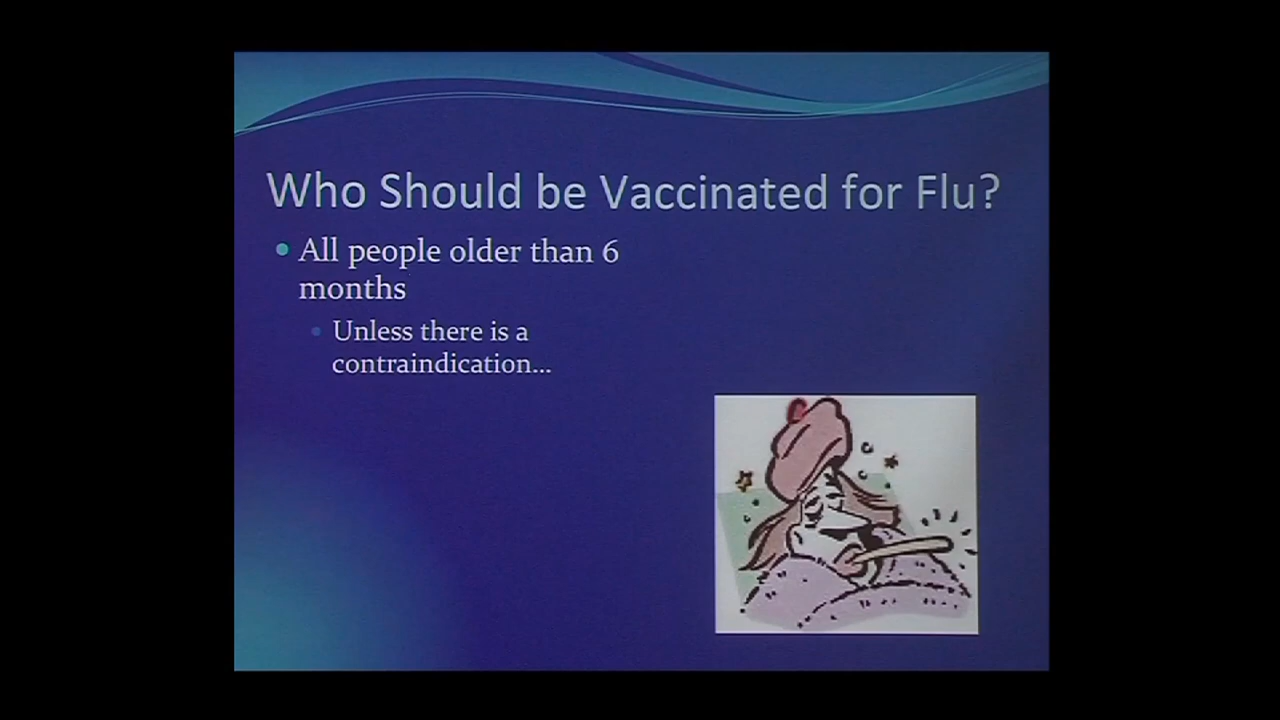 Who Should be Vaccinated for Flu?
All people older than 6
months
Unless there is a
contraindication...